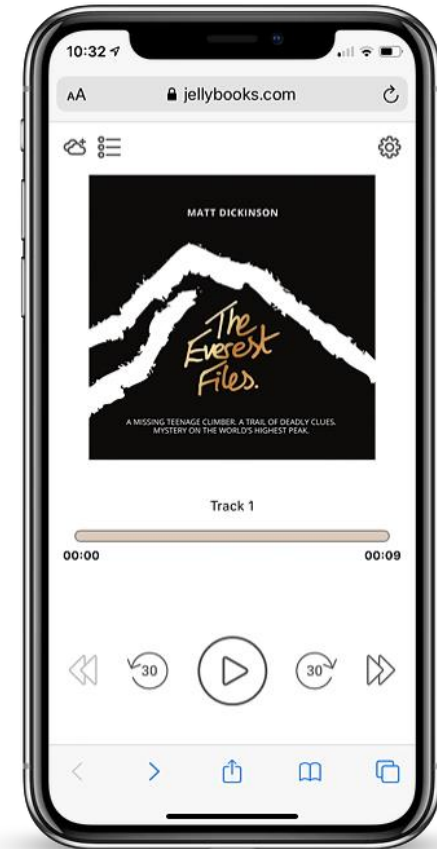 10:32
AA jellybooks.com
MATT DICKINSON
The
Everest
Files.
A MISSING TEENAGE CLIMBER. A TRAIL OF DEADLY CLUES.
MYSTERY ON THE WORLD'S HIGHEST PEAK.
Track 1
00:00 00:09
30 30